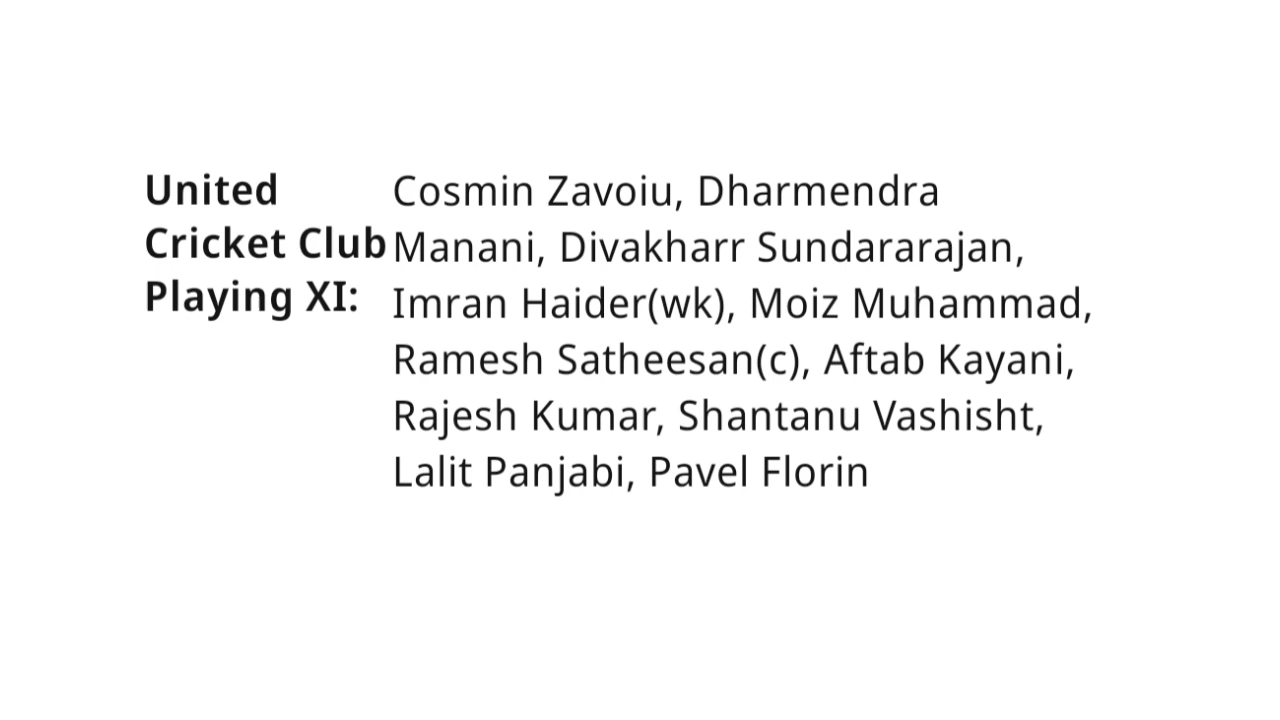 United
Cricket Club
Playing XI:
Cosmin Zavoiu, Dharmendra
Manani, Divakharr Sundararajan,
Imran Haider(wk), Moiz Muhammad,
Ramesh Satheesan(c), Aftab Kayani,
Rajesh Kumar, Shantanu Vashisht,
Lalit Panjabi, Pavel Florin